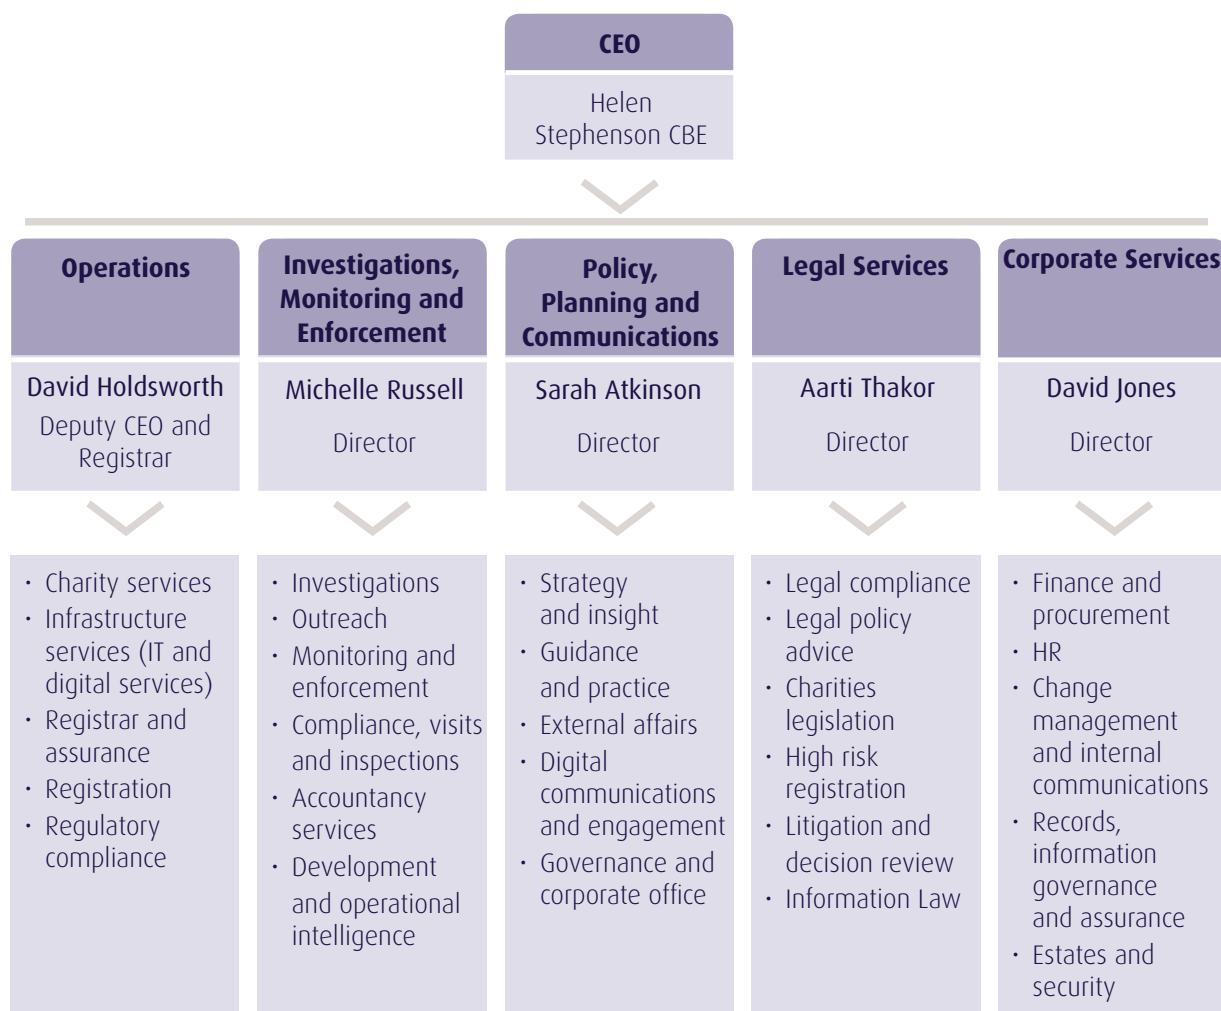 CEO
Helen
Stephenson CBE
Operations
David Holdsworth
Deputy CEO and
Registrar
• Charity services
• Infrastructure
services (IT and
digital services)
• Registrar and
assurance
• Registration
• Regulatory
compliance
Investigations,
Monitoring and
Enforcement
Michelle Russell
Director
• Investigations
• Outreach
• Monitoring and
enforcement
• Compliance, visits
and inspections
• Accountancy
services
• Development
and operational
intelligence
Policy,
Planning and
Communications
Sarah Atkinson
Director
• Strategy
and insight
• Guidance
and practice
• External affairs
• Digital
communications
and engagement
• Governance and
corporate office
Legal Services
Aarti Thakor
Director
• Legal compliance
• Legal policy
advice
• Charities
legislation
• High risk
registration
• Litigation and
decision review
• Information Law
Corporate Services
David Jones
Director
• Finance and
procurement
• HR
• Change
management
and internal
communications
• Records,
information
governance
and assurance
• Estates and
security